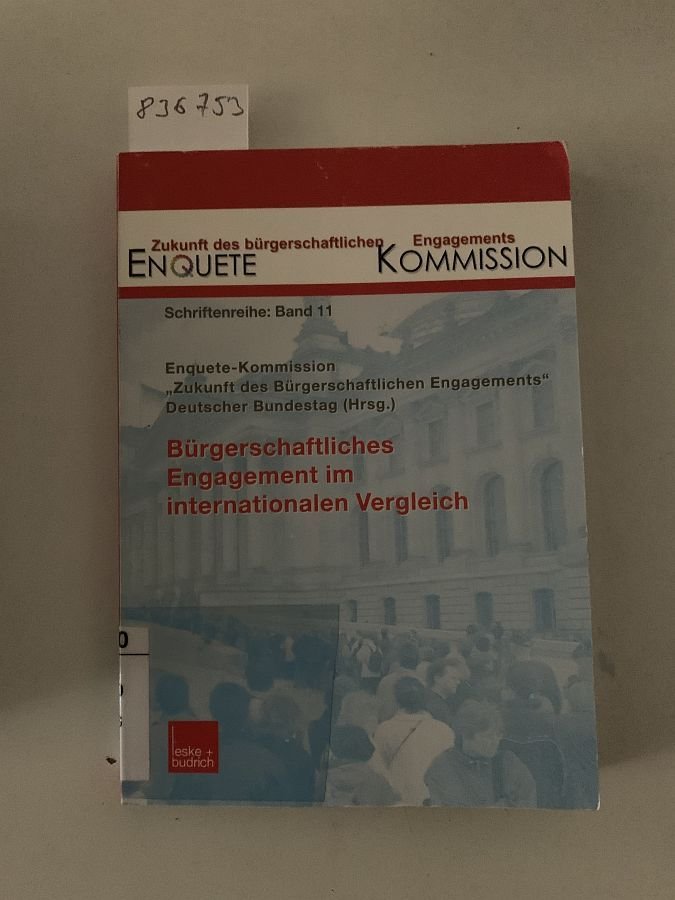 836753
Zukunft des bürgerschaftlichen Engagements
ENQUETE KOMMISSION
Schriftenreihe: Band 11
Enquete-Kommission
„Zukunft des Bürgerschaftlichen Engagements“
Deutscher Bundestag (Hrsg.)
Bürgerschaftliches
Engagement im
internationalen Vergleich
0
leske +
budrich